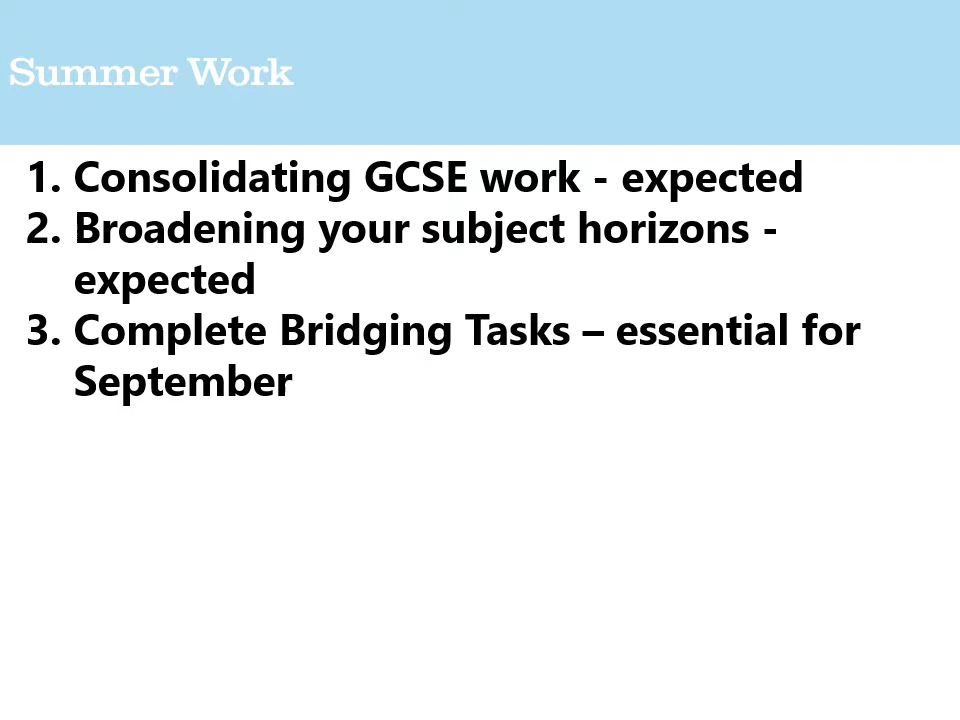 Summer Work
1. Consolidating GCSE work - expected
2. Broadening your subject horizons -
expected
3. Complete Bridging Tasks – essential for
September